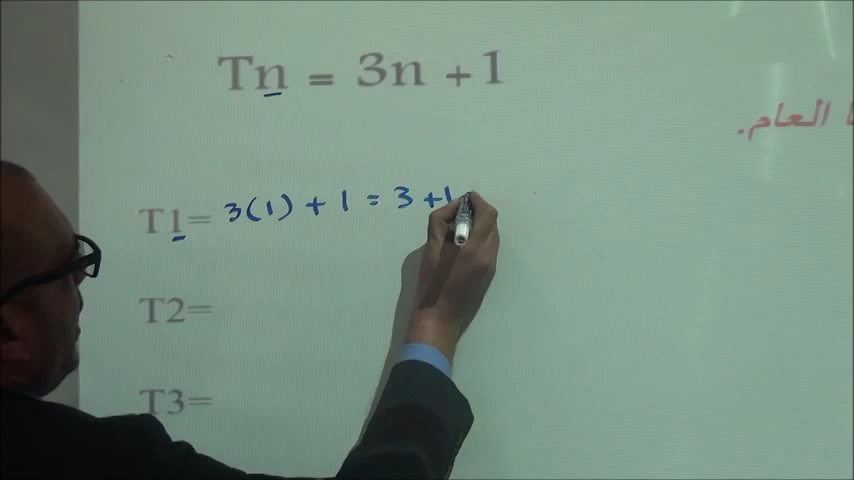 Tn = 3n +1
العام.
T1= 3(1) + 1 = 3 +1
T2=
T3=